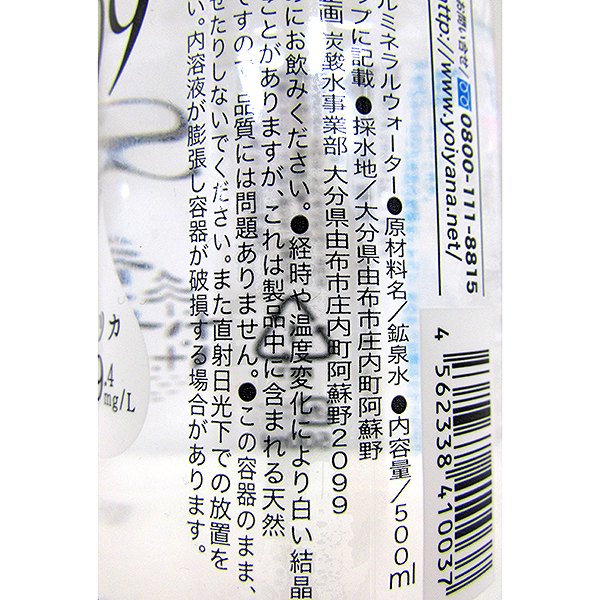 お問い合せ/0800-111-8815
http://www.yoiyana.net/
ルミネラルウォーター ●原材料名/鉱泉水 ●内容量/500ml
ップに記載 ●採水地/大分県由布市庄内町阿蘇野
企画 炭酸水事業部 大分県由布市庄内町阿蘇野2099
にお飲みください。●経時や温度変化により白い結晶
ことがありますが、これは製品中に含まれる天然
ですの 品質には問題ありません。●この容器のまま、
せたりしないでください。また直射日光下での放置を
い。内溶液が膨張し容器が破損する場合があります。
4 562338 410037
ッカ
9.4
mg/L